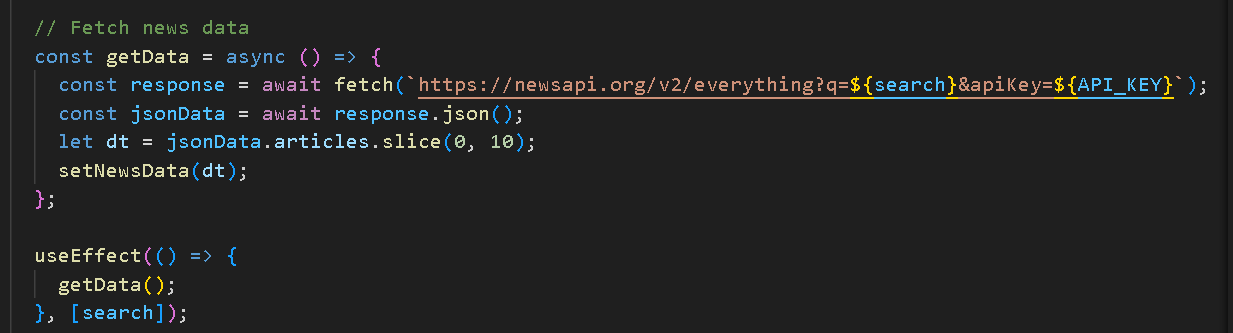 // Fetch news data
const getData = async () => {
const response = await fetch(`https://newsapi.org/v2/everything?q=${search}&apiKey=${API_KEY}`);
const jsonData = await response.json();
let dt = jsonData.articles.slice(0, 10);
setNewsData(dt);
};
useEffect(() => {
getData();
}, [search]);